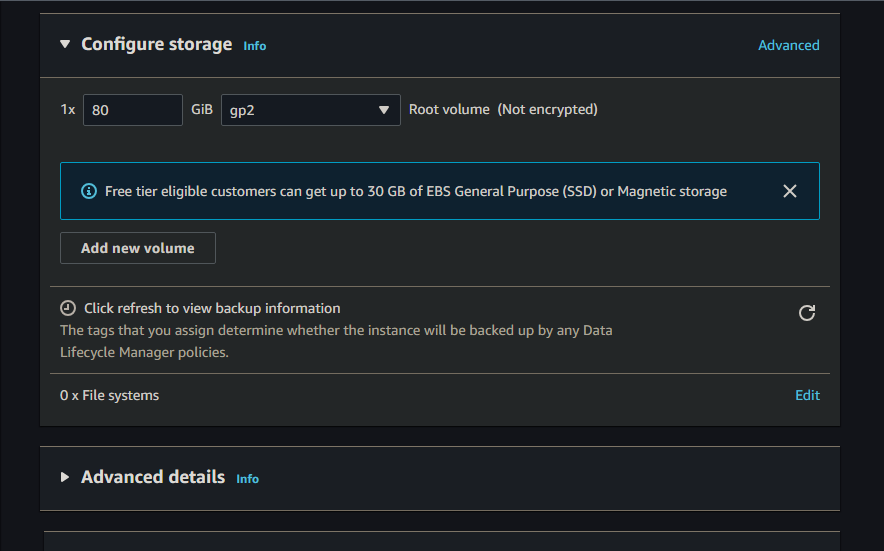 Configure storage Info Advanced
1x 80 GiB gp2 Root volume (Not encrypted)
Free tier eligible customers can get up to 30 GB of EBS General Purpose (SSD) or Magnetic storage
Add new volume
Click refresh to view backup information
The tags that you assign determine whether the instance will be backed up by any Data
Lifecycle Manager policies.
0 x File systems Edit
Advanced details Info